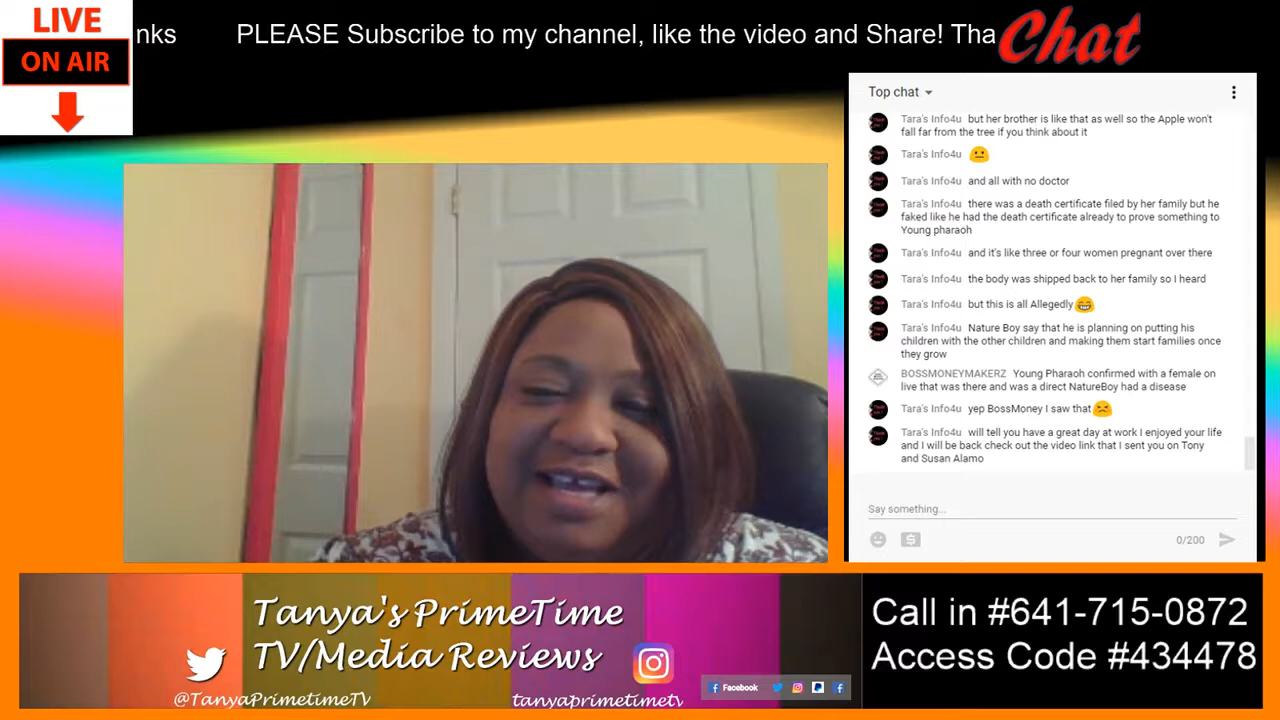 LIVE
ON AIR
nks PLEASE Subscribe to my channel, like the video and Share! Tha
Chat
Top chat
Tara's Info4u but her brother is like that as well so the Apple won't
fall far from the tree if you think about it
Tara's Info4u 😐
Tara's Info4u and all with no doctor
Tara's Info4u there was a death certificate filed by her family but he
faked like he had the death certificate already to prove something to
Young pharaoh
Tara's Info4u and it's like three or four women pregnant over there
Tara's Info4u the body was shipped back to her family so I heard
Tara's Info4u but this is all Allegedly 😂
Tara's Info4u Nature Boy say that he is planning on putting his
children with the other children and making them start families once
they grow
BOSSMONEYMAKERZ Young Pharaoh confirmed with a female on
live that was there and was a direct NatureBoy had a disease
Tara's Info4u yep BossMoney I saw that 😣
Tara's Info4u will tell you have a great day at work I enjoyed your life
and I will be back check out the video link that I sent you on Tony
and Susan Alamo
Say something...
0/200
Tanya's PrimeTime
TV/Media Reviews
@TanyaPrimetimeTV
tanyaprimetimetv
Facebook
Call in #641-715-0872
Access Code #434478